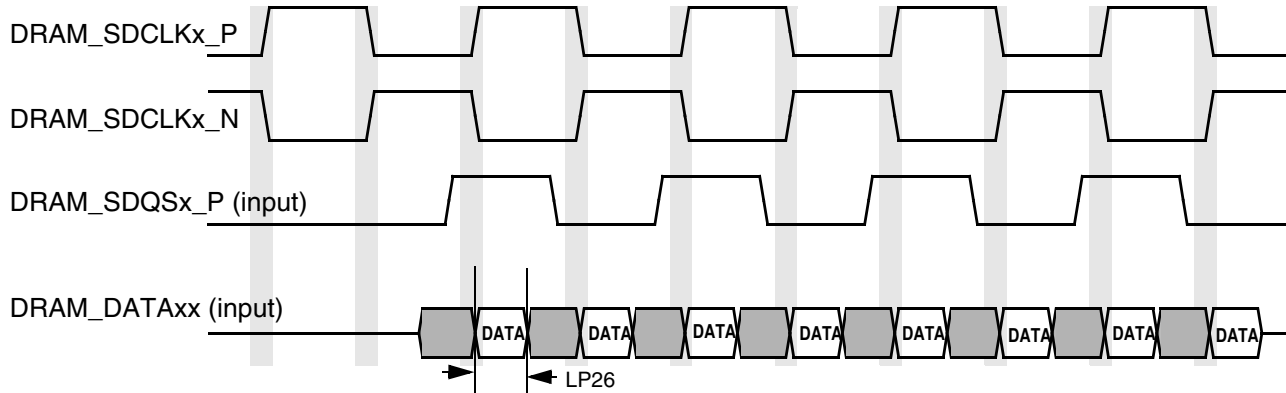 DRAM_SDCLKx_P
DRAM_SDCLKx_N
DRAM_SDQSx_P (input)
DRAM_DATAxx (input)
DATA DATA DATA DATA DATA DATA DATA DATA
LP26